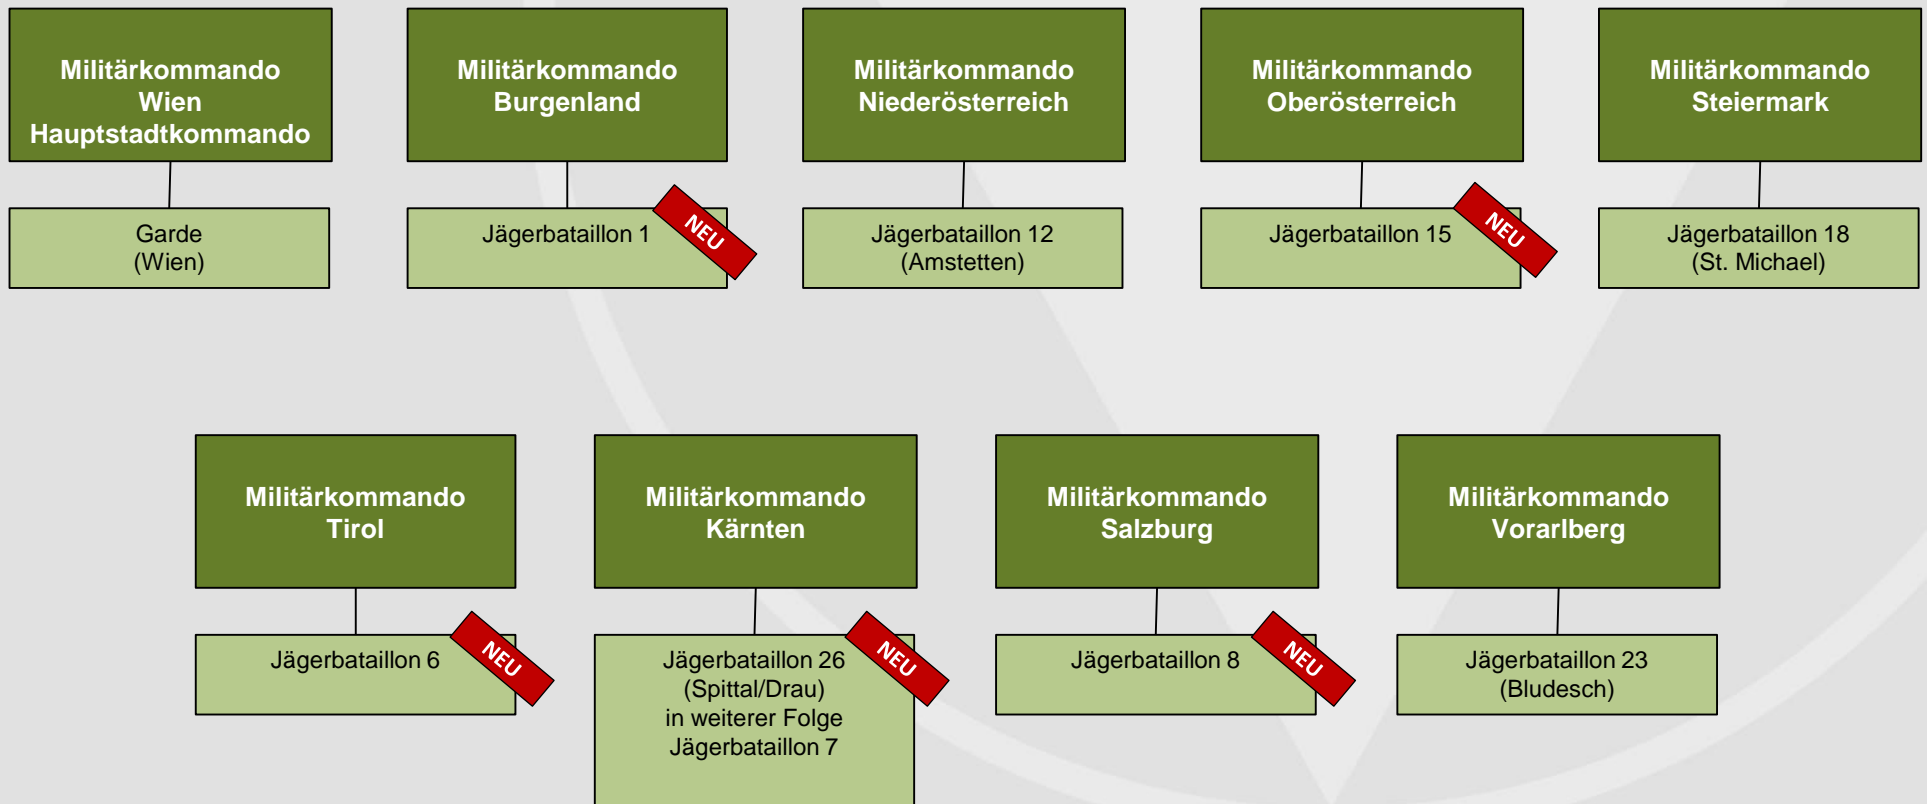 Militärkommando
Wien
Hauptstadtkommando
Garde
(Wien)
Militärkommando
Burgenland
Jägerbataillon 1
NEU
Militärkommando
Niederösterreich
Jägerbataillon 12
(Amstetten)
Militärkommando
Oberösterreich
Jägerbataillon 15
NEU
Militärkommando
Steiermark
Jägerbataillon 18
(St. Michael)
Militärkommando
Tirol
Jägerbataillon 6
NEU
Militärkommando
Kärnten
Jägerbataillon 26
(Spittal/Drau)
in weiterer Folge
Jägerbataillon 7
NEU
Militärkommando
Salzburg
Jägerbataillon 8
NEU
Militärkommando
Vorarlberg
Jägerbataillon 23
(Bludesch)